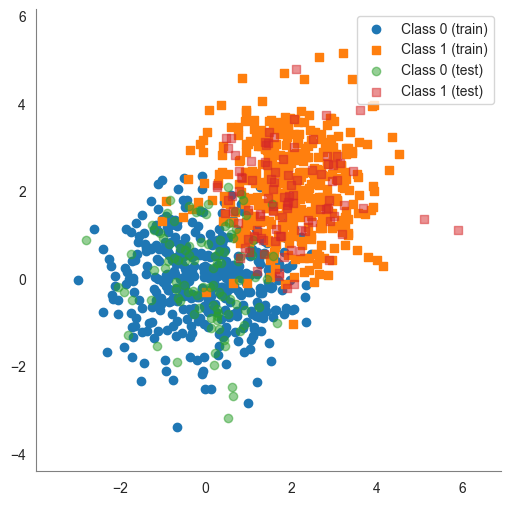 6
4
2
0
−2
−4
−2
0
2
4
6
Class 0 (train)
Class 1 (train)
Class 0 (test)
Class 1 (test)